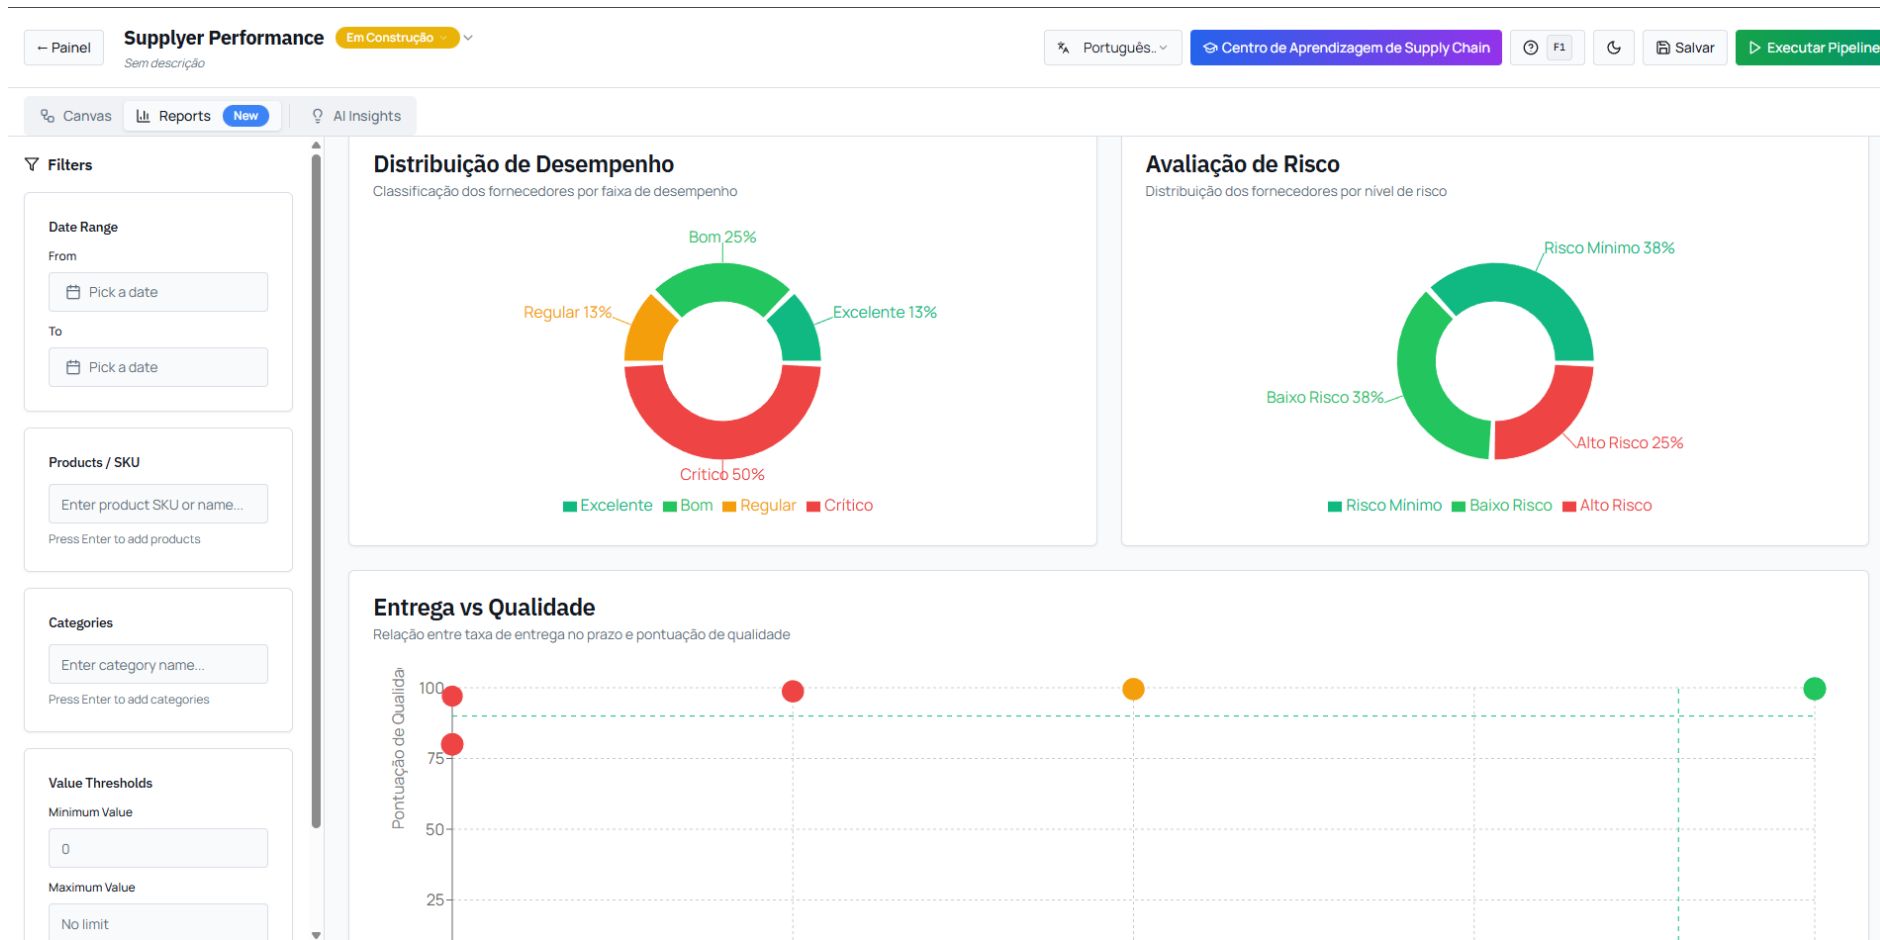 ← Painel
Supplyer Performance
Em Construção
Sem descrição
Português..
Centro de Aprendizagem de Supply Chain
F1
Salvar
Executar Pipeline
Canvas
Reports
New
AI Insights
Filters
Date Range
From
Pick a date
To
Pick a date
Products / SKU
Enter product SKU or name...
Press Enter to add products
Categories
Enter category name...
Press Enter to add categories
Value Thresholds
Minimum Value
0
Maximum Value
No limit
Distribuição de Desempenho
Classificação dos fornecedores por faixa de desempenho
Bom 25%
Regular 13%
Excelente 13%
Crítico 50%
Excelente Bom Regular Crítico
Avaliação de Risco
Distribuição dos fornecedores por nível de risco
Risco Mínimo 38%
Baixo Risco 38%
Alto Risco 25%
Risco Mínimo Baixo Risco Alto Risco
Entrega vs Qualidade
Relação entre taxa de entrega no prazo e pontuação de qualidade
Pontuação de Qualida
100
75
50
25